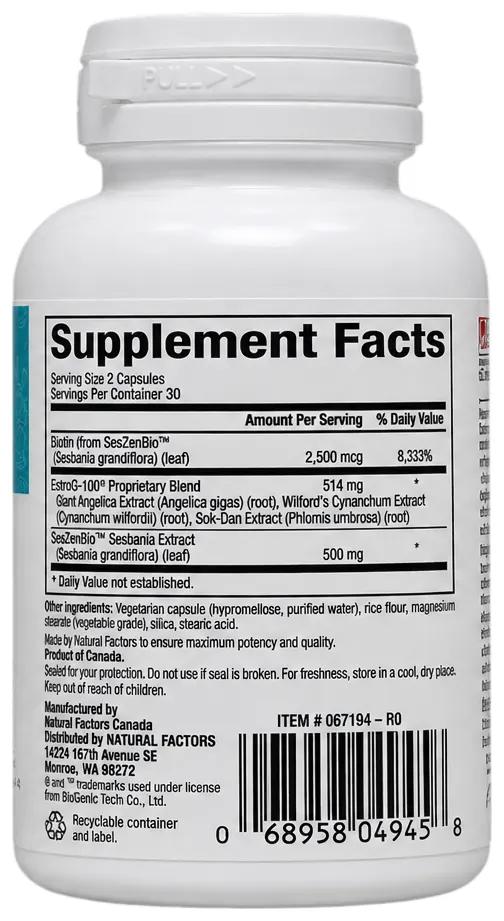 PULL>>
Supplement Facts
Serving Size 2 Capsules
Servings Per Container 30
Amount Per Serving % Daily Value
Biotin (from SesZenBio™
(Sesbania grandiflora) (leaf) 2,500 mcg 8,333%
EstroG-100® Proprietary Blend 514 mg *
Giant Angelica Extract (Angelica gigas) (root), Wilford's Cynanchum Extract
(Cynanchum wilfordii) (root), Sok-Dan Extract (Phlomis umbrosa) (root)
SesZenBio™ Sesbania Extract
(Sesbania grandiflora) (leaf) 500 mg *
* Daily Value not established.
Other ingredients: Vegetarian capsule (hypromellose, purified water), rice flour, magnesium
stearate (vegetable grade), silica, stearic acid.
Made by Natural Factors to ensure maximum potency and quality.
Product of Canada.
Sealed for your protection. Do not use if seal is broken. For freshness, store in a cool, dry place.
Keep out of reach of children.
Manufactured by
Natural Factors Canada
Distributed by NATURAL FACTORS
14224 167th Avenue SE
Monroe, WA 98272
® and ™ trademarks used under license
from BioGenic Tech Co., Ltd.
Recyclable container
and label.
ITEM # 067194 – R0
0 68958 04945 8